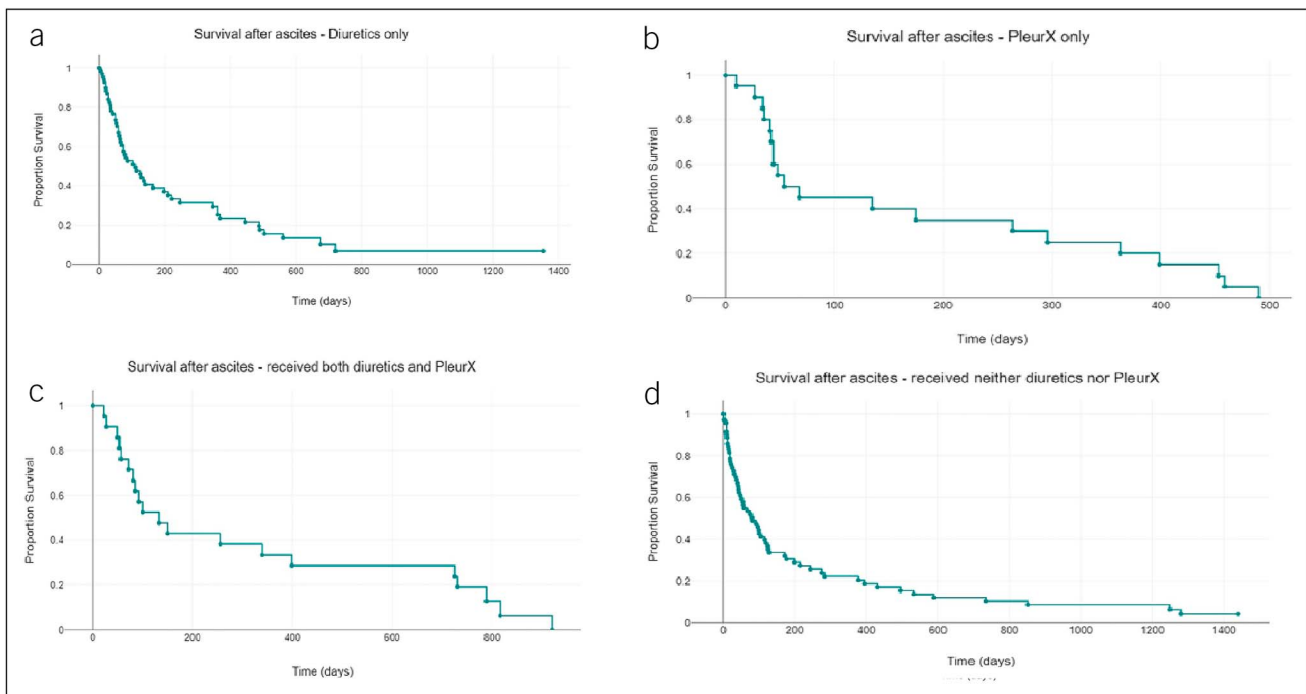 a
Survival after ascites - Diuretics only
1
0.8
0.6
0.4
0.2
0
Proportion Survival
0 200 400 600 800 1000 1200 1400
Time (days)
b
Survival after ascites - PleurX only
1
0.8
0.6
0.4
0.2
0
Proportion Survival
0 100 200 300 400 500
Time (days)
c
Survival after ascites - received both diuretics and PleurX
1
0.8
0.6
0.4
0.2
0
Proportion Survival
0 200 400 600 800
Time (days)
d
Survival after ascites - received neither diuretics nor PleurX
1
0.8
0.6
0.4
0.2
0
Proportion Survival
0 200 400 600 800 1000 1200 1400
Time (days)